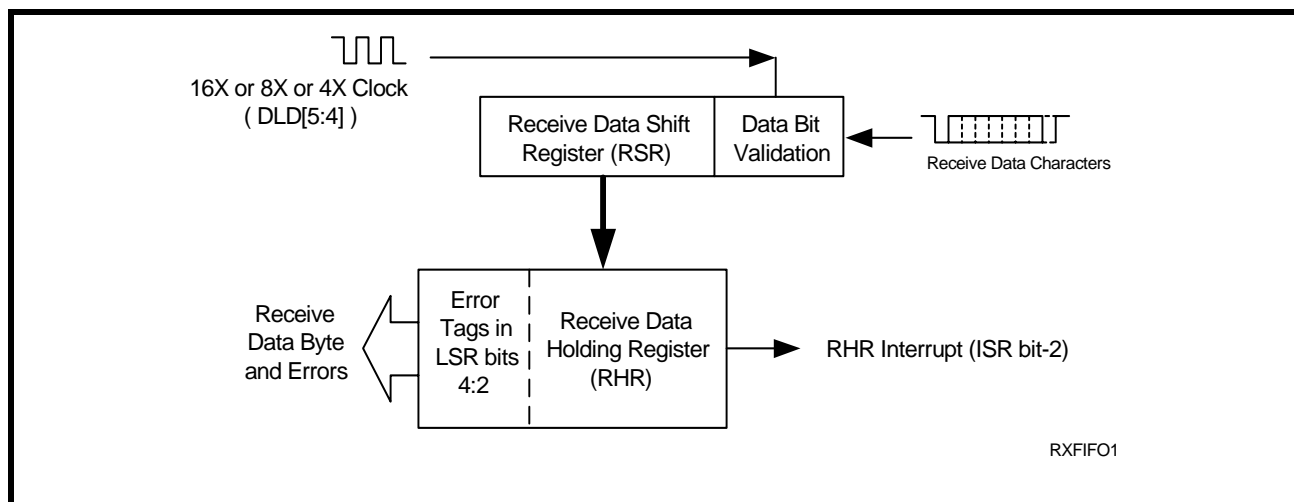 16X or 8X or 4X Clock
( DLD[5:4] )
Receive Data Shift
Register (RSR)
Data Bit
Validation
Receive Data Characters
Receive
Data Byte
and Errors
Error
Tags in
LSR bits
4:2
Receive Data
Holding Register
(RHR)
RHR Interrupt (ISR bit-2)
RXFIFO1